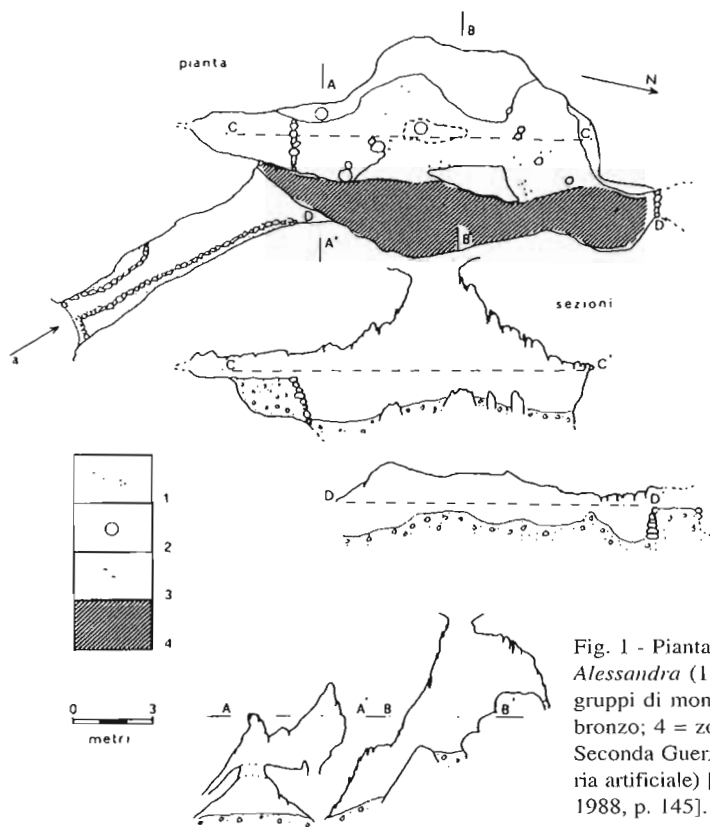 pianta
A
B
N
C
C'
D
D'
A'
B'
a
sezioni
C
C'
D
D'
1
2
3
4
0
3
metri
A
A'
B
B'
Fig. 1 - Pianta
Alessandra (1
gruppi di mon
bronzo; 4 = zo
Seconda Guer
ria artificiale) [
1988, p. 145].